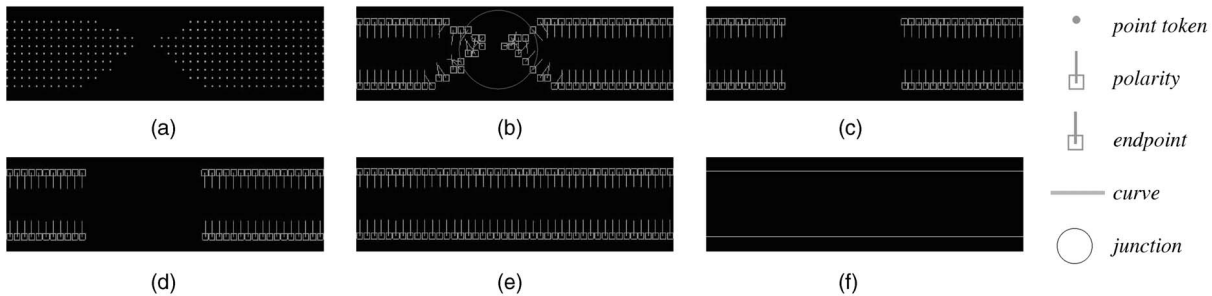 (a)
(b)
(c)
(d)
(e)
(f)
point token
polarity
endpoint
curve
junction